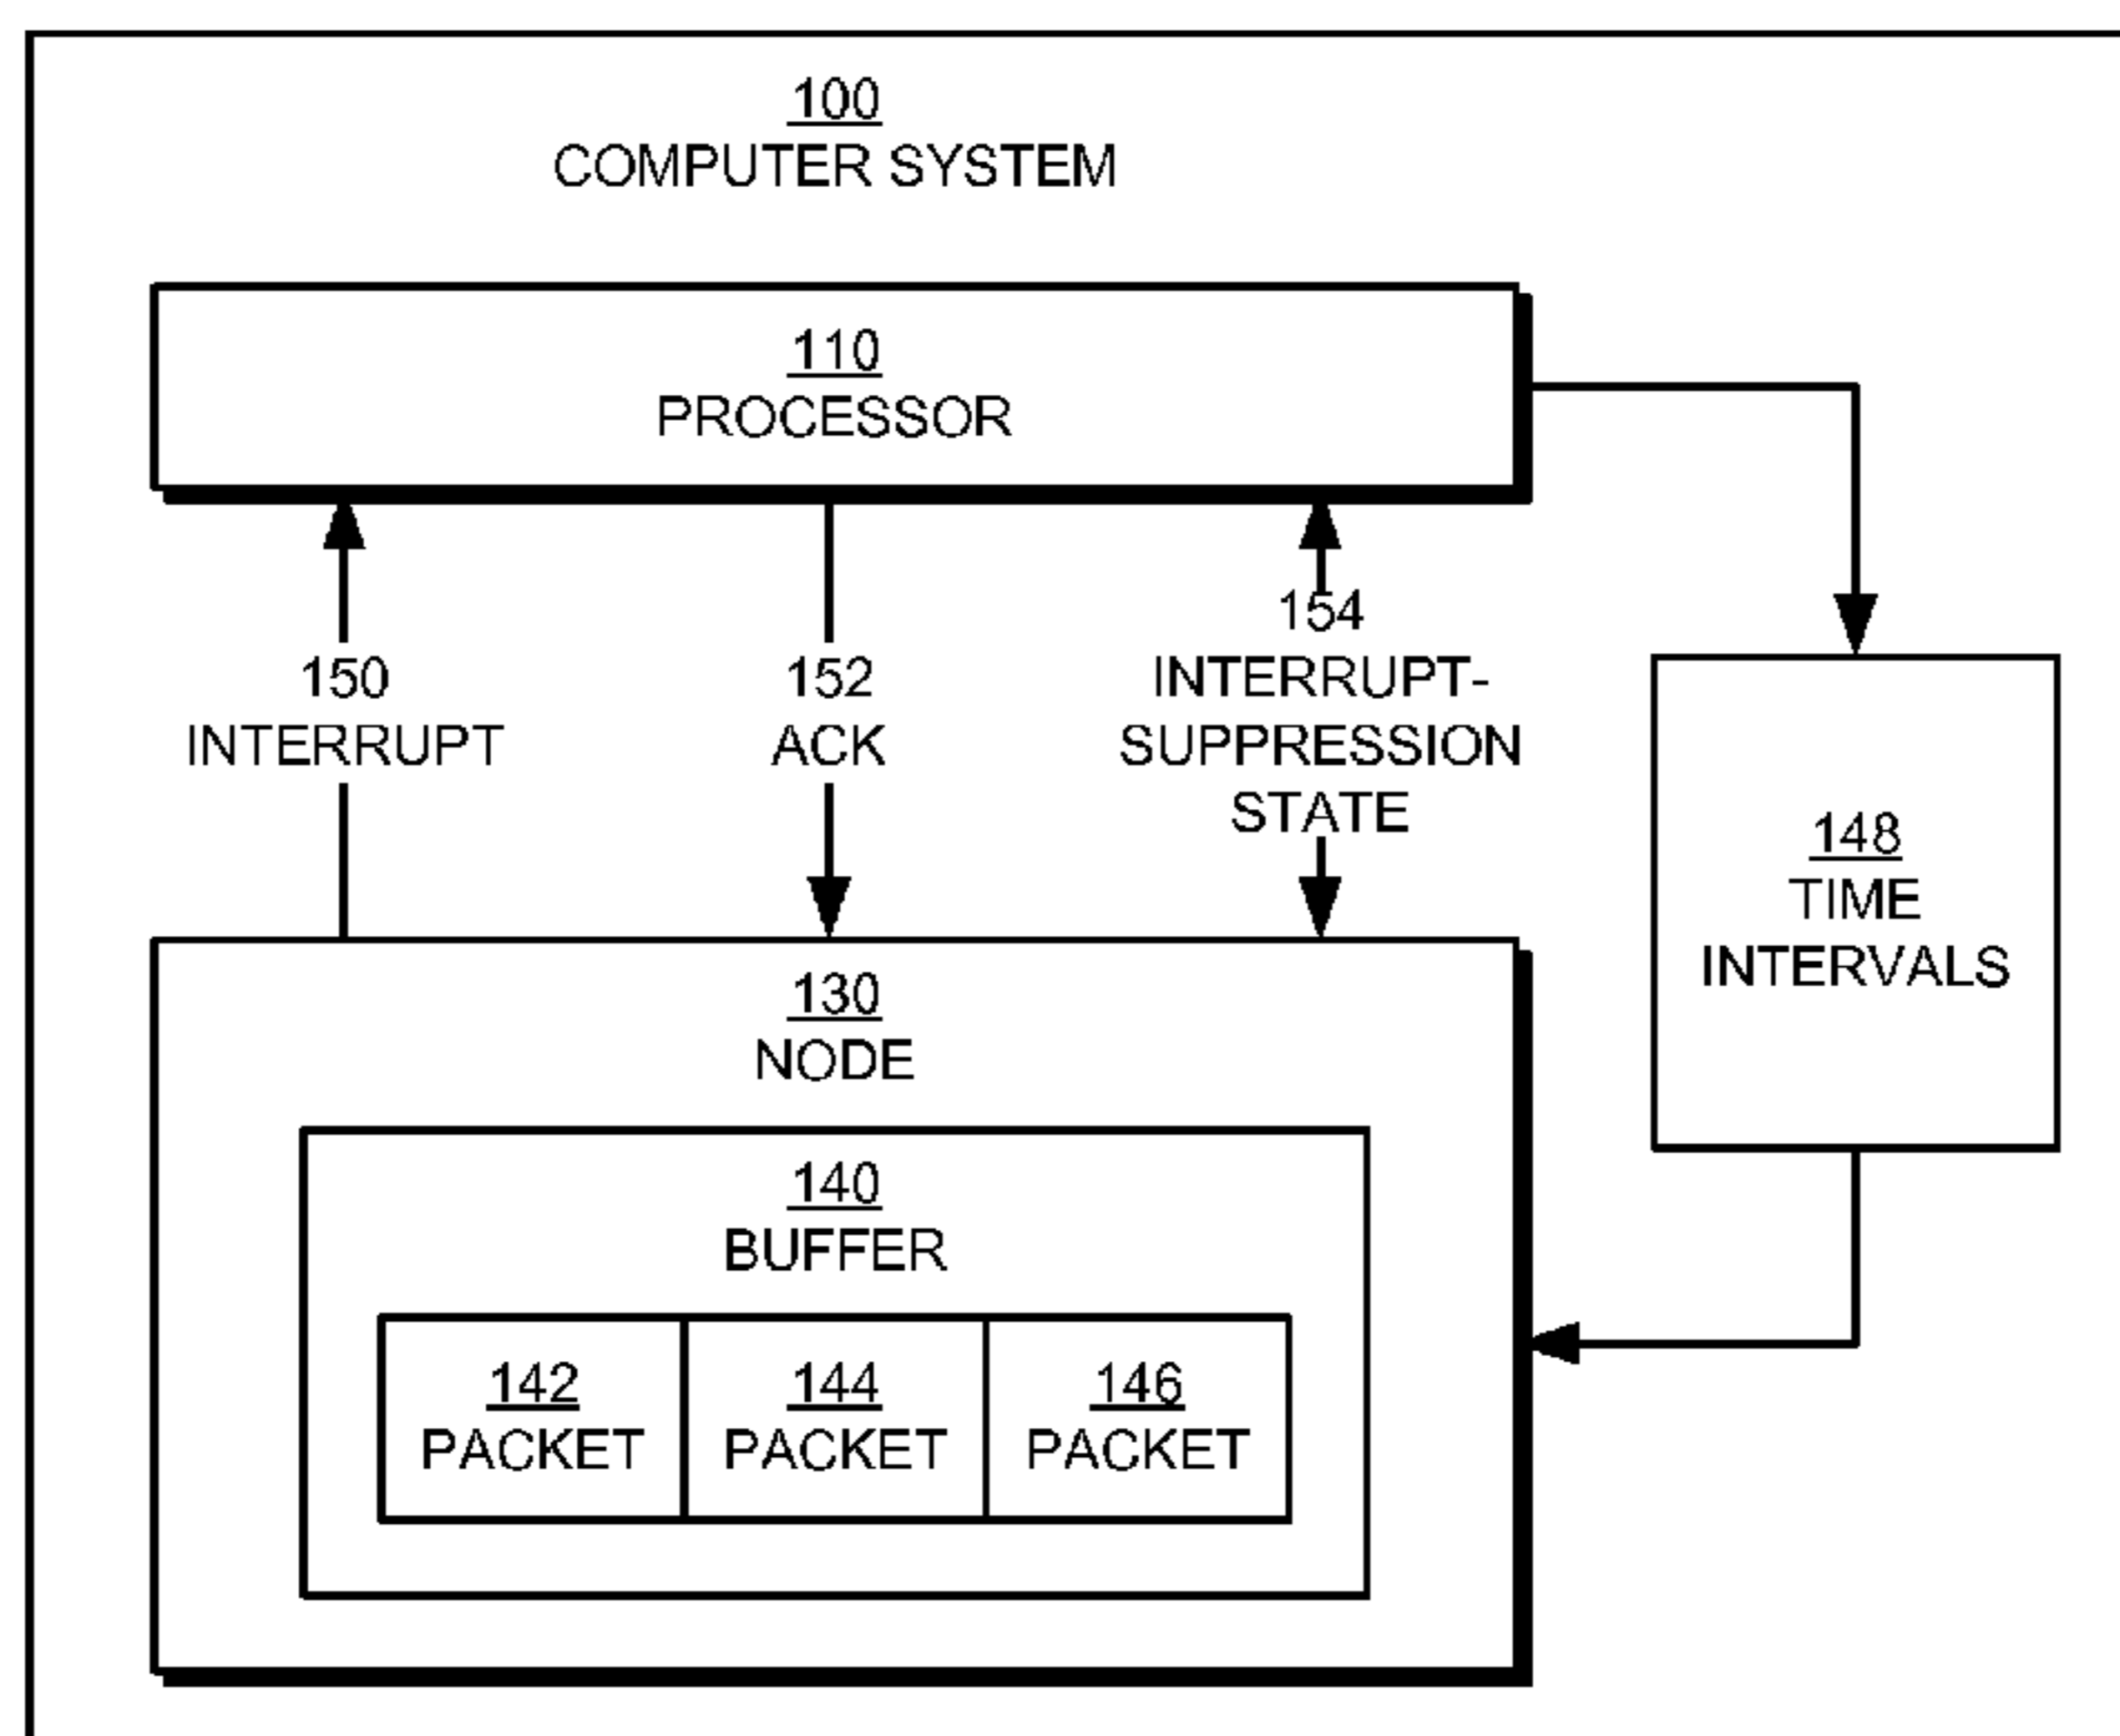 100
COMPUTER SYSTEM
110
PROCESSOR
150
INTERRUPT
152
ACK
154
INTERRUPT-
SUPPRESSION
STATE
148
TIME
INTERVALS
130
NODE
140
BUFFER
142
PACKET
144
PACKET
146
PACKET